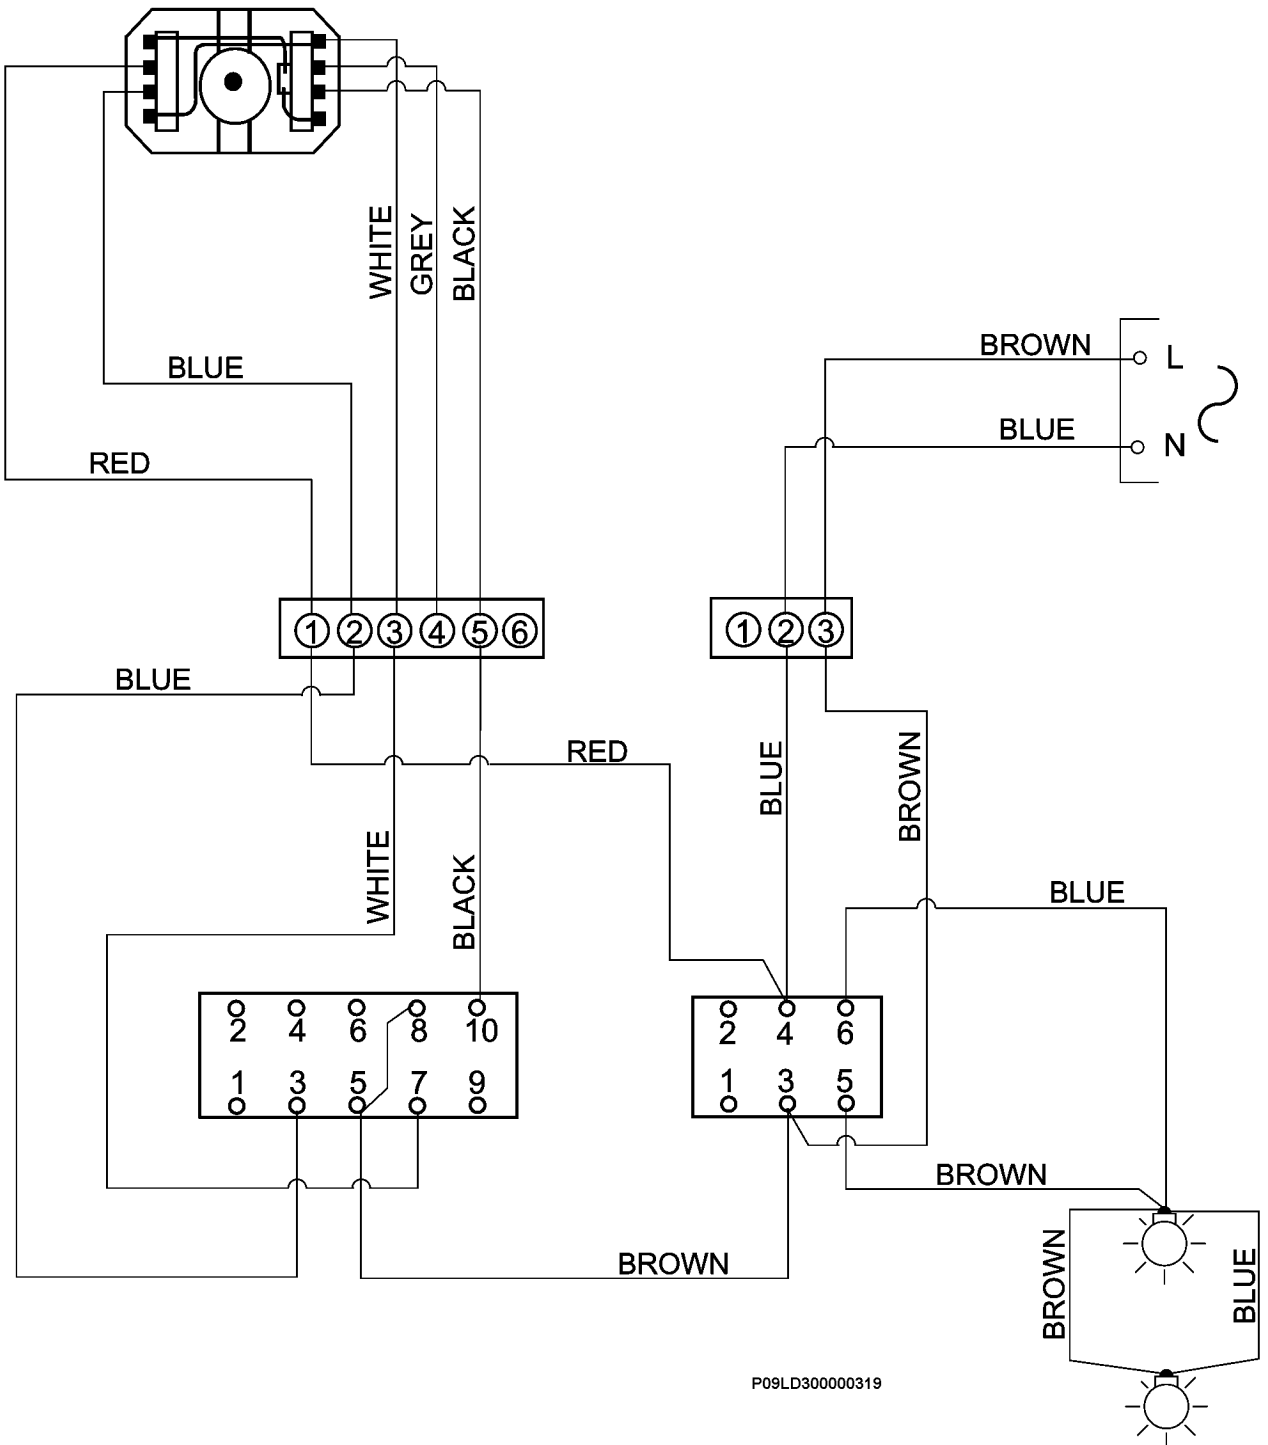 WHITE
GREY
BLACK
BROWN
L
BLUE
BLUE
N
RED
1 2 3 4 5 6
1 2 3
BLUE
RED
BLUE
BROWN
WHITE
BLACK
BLUE
2 4 6 8 10
2 4 6
1 3 5 7 9
1 3 5
BROWN
BROWN
BROWN
BLUE
P09LD300000319